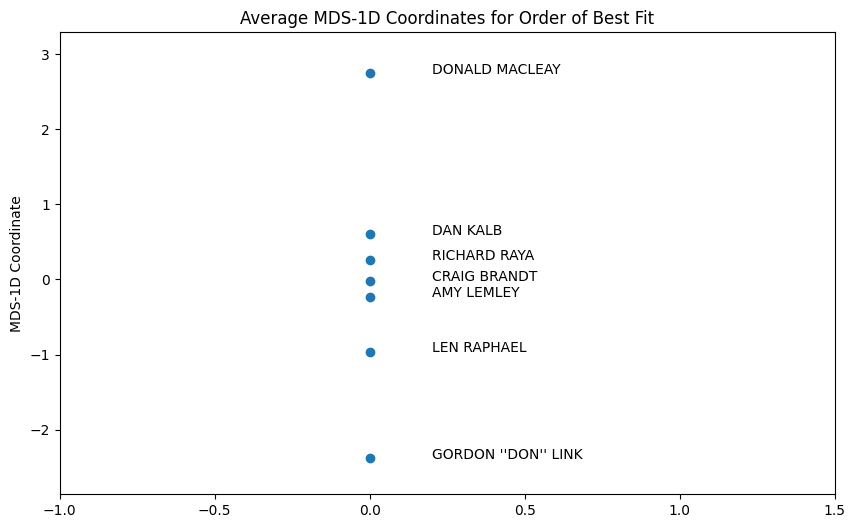 Average MDS-1D Coordinates for Order of Best Fit
3
2
1
0
−1
−2
MDS-1D Coordinate
DONALD MACLEAY
DAN KALB
RICHARD RAYA
CRAIG BRANDT
AMY LEMLEY
LEN RAPHAEL
GORDON ''DON'' LINK
−1.0
−0.5
0.0
0.5
1.0
1.5